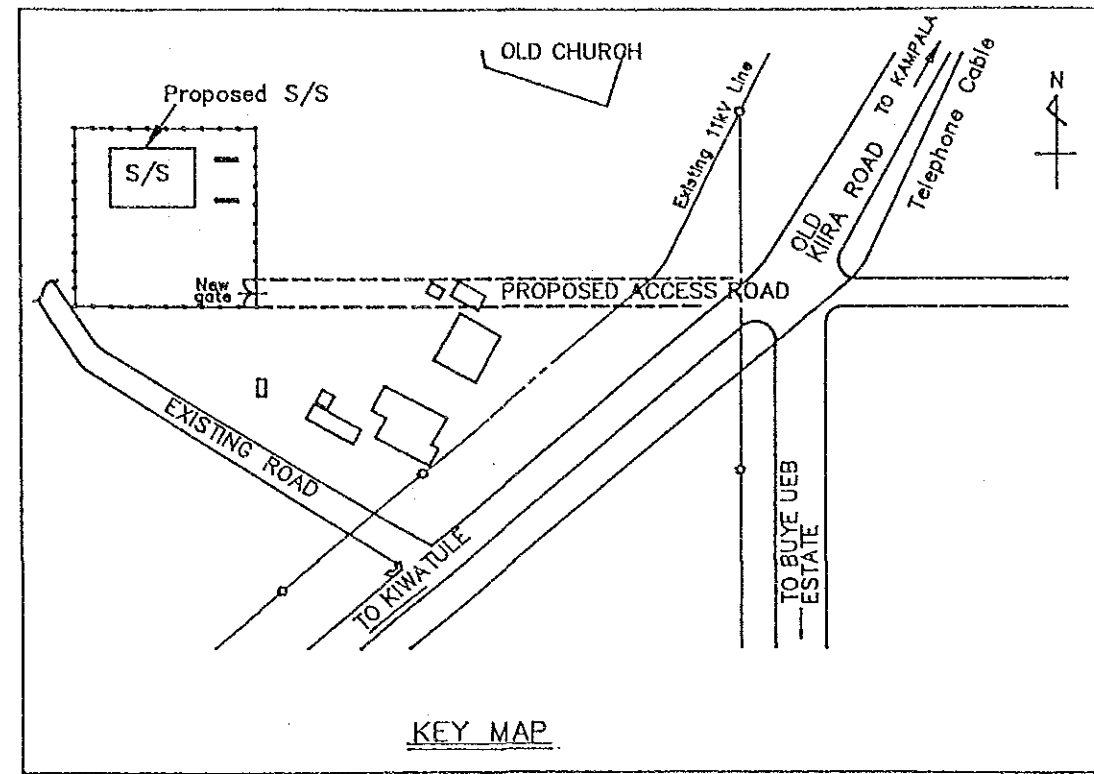 OLD CHURCH
Proposed S/S
S/S
Existing 11kV Line
TO KAMPALA
Telephone Cable
N
OLD
KIIRA ROAD
New
gate
PROPOSED ACCESS ROAD
EXISTING ROAD
TO KIWATULE
TO BUYE UEB
ESTATE
KEY MAP